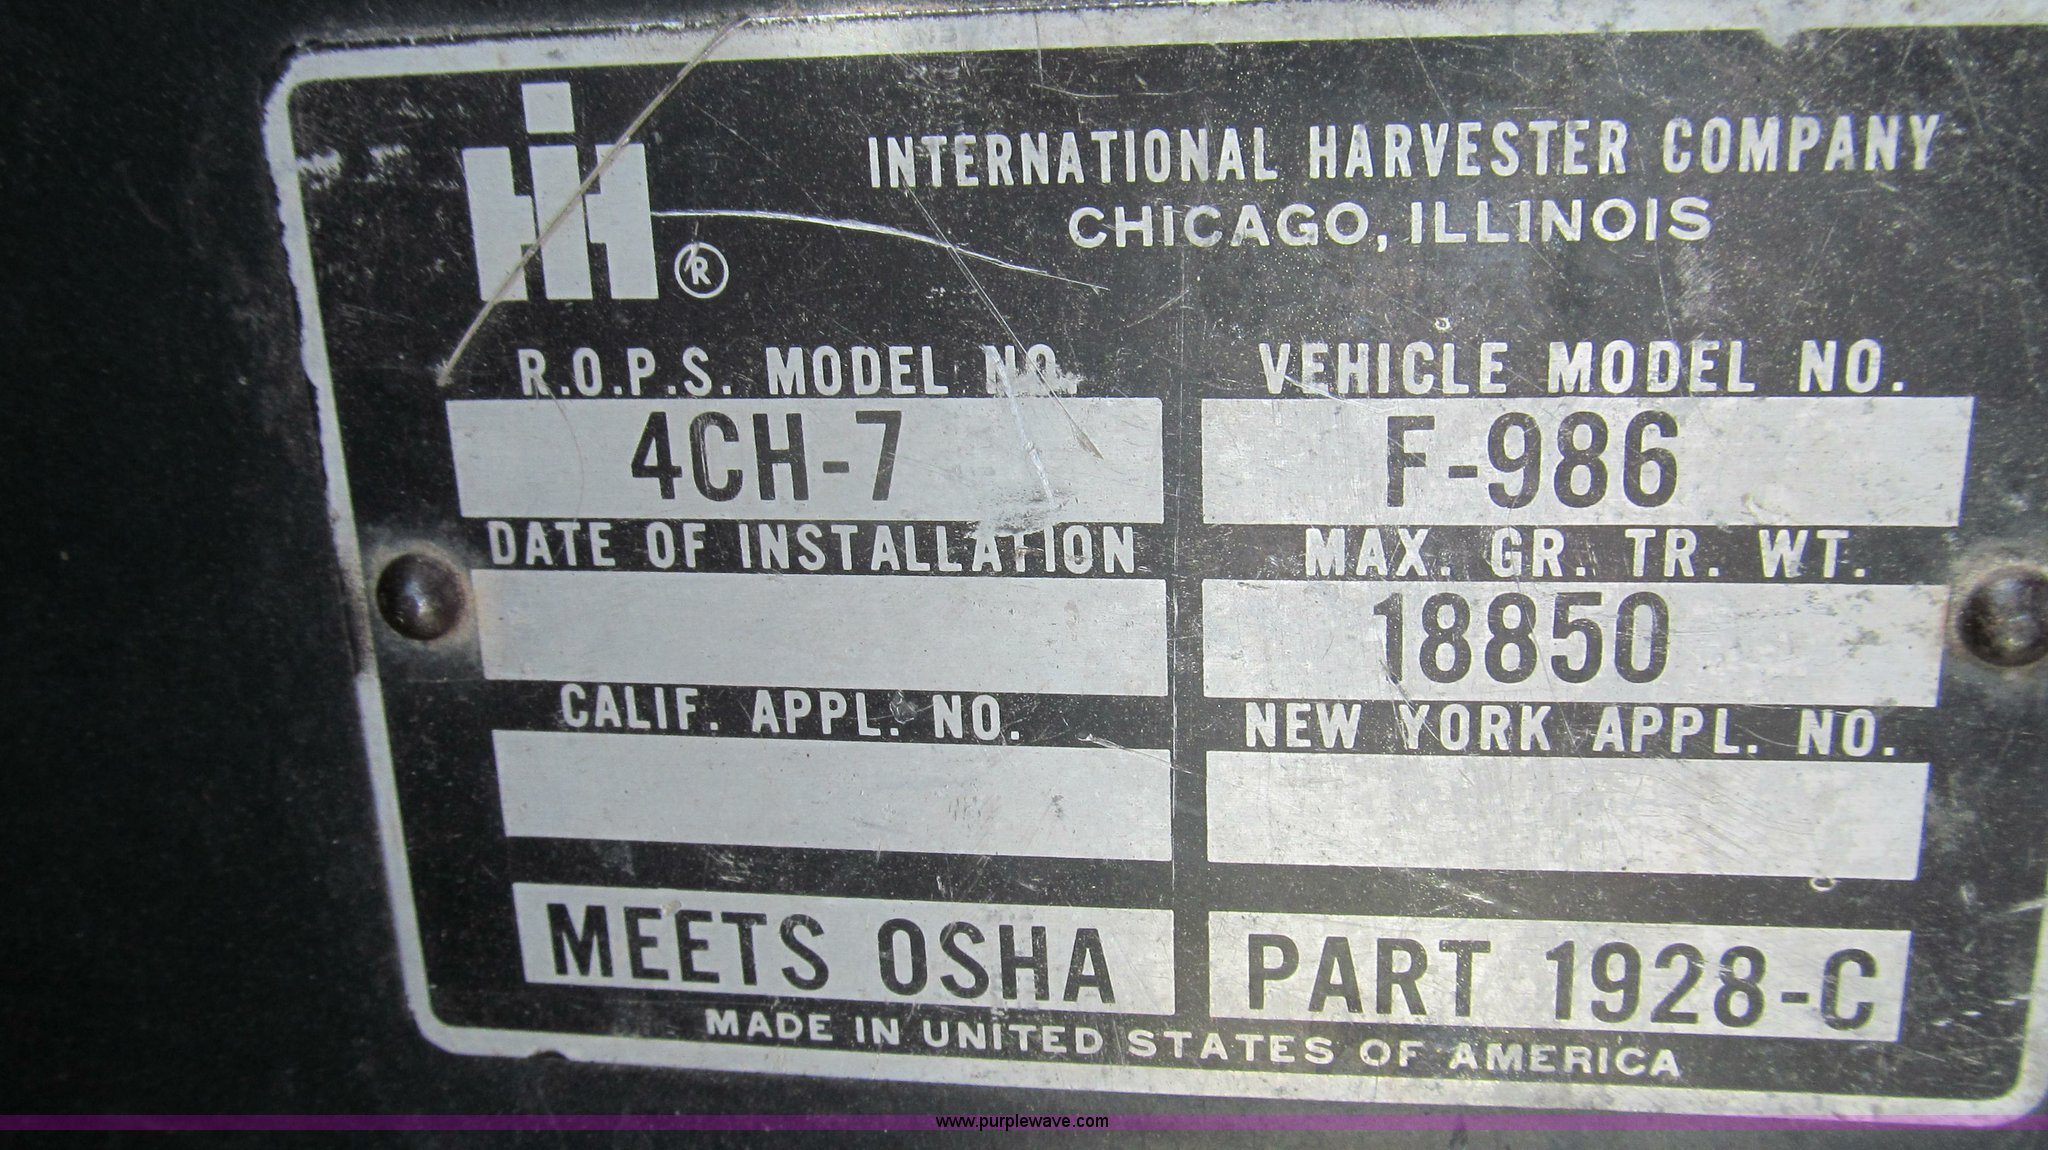 IH ®
INTERNATIONAL HARVESTER COMPANY
CHICAGO, ILLINOIS
R.O.P.S. MODEL NO.
4CH-7
VEHICLE MODEL NO.
F-986
DATE OF INSTALLATION
MAX. GR. TR. WT.
18850
CALIF. APPL. NO.
NEW YORK APPL. NO.
MEETS OSHA
PART 1928-C
MADE IN UNITED STATES OF AMERICA
www.purplewave.com